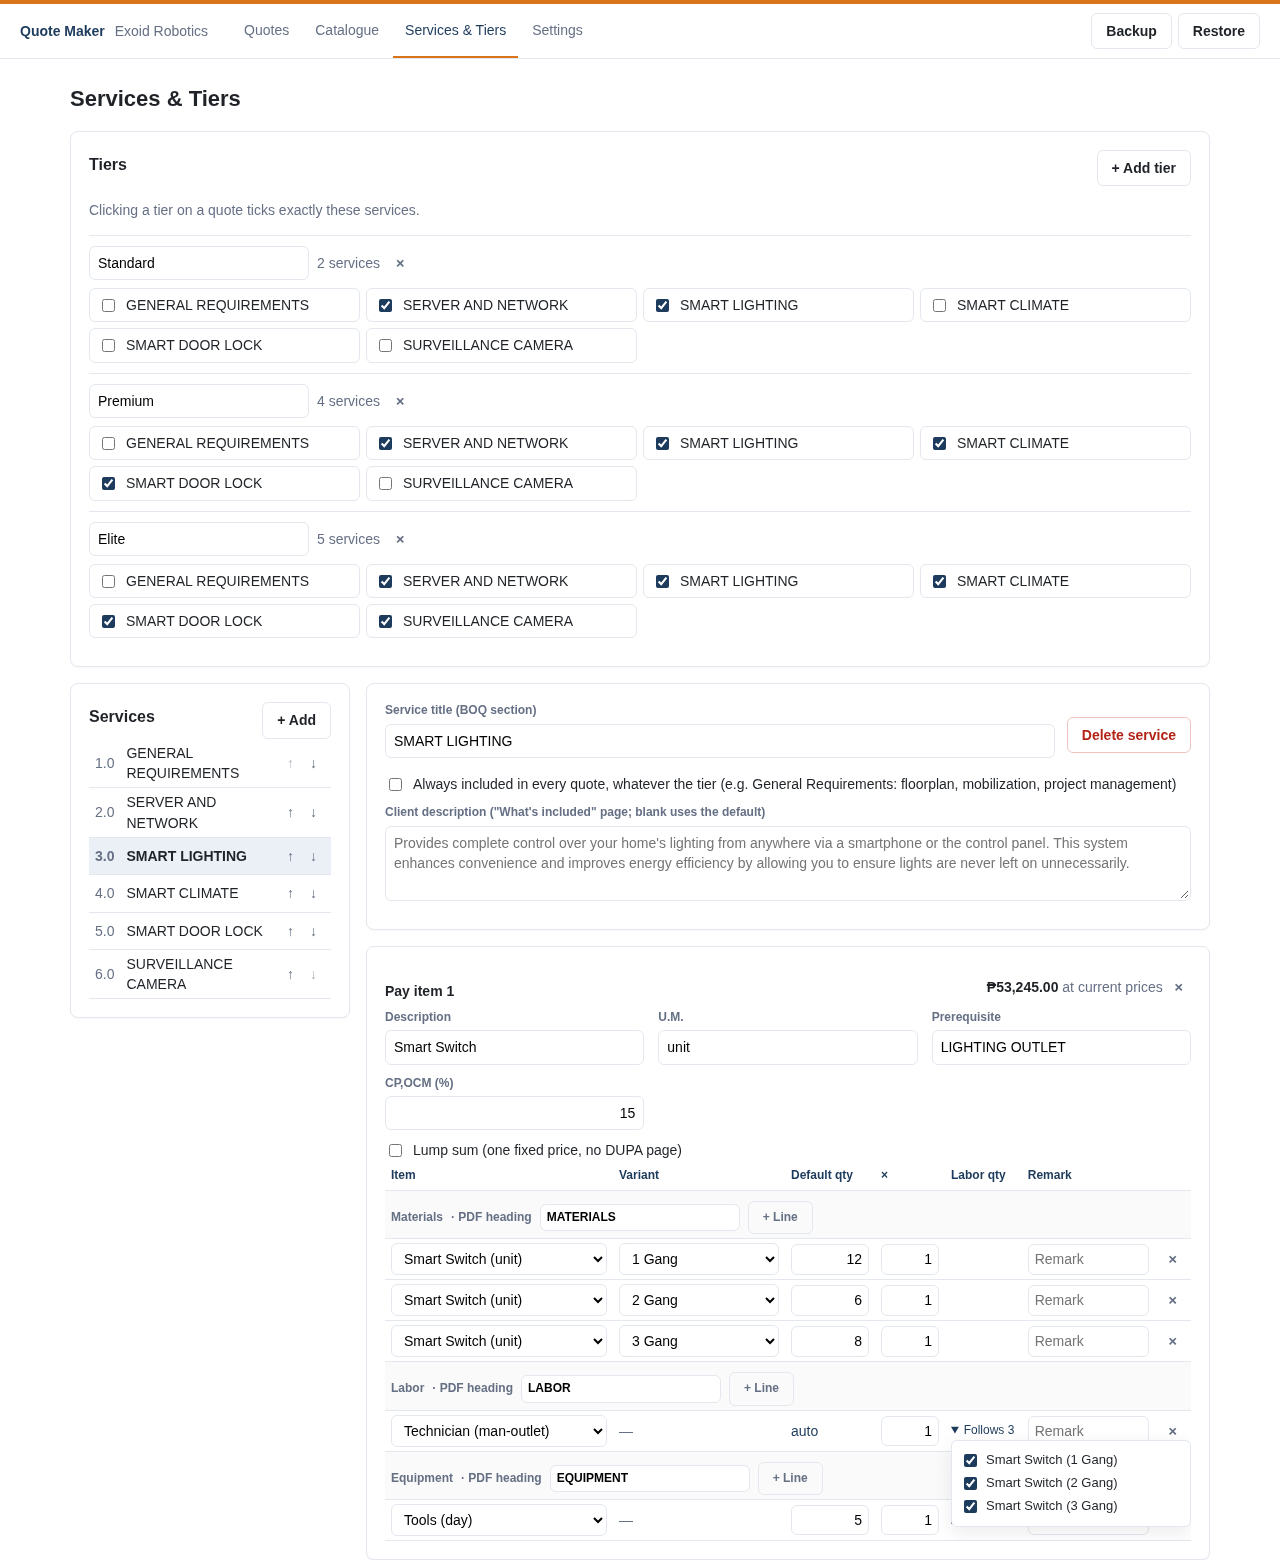 Quote Maker Exoid Robotics Quotes Catalogue Services & Tiers Settings Backup Restore
Services & Tiers
Tiers + Add tier
Clicking a tier on a quote ticks exactly these services.
Standard 2 services ×
GENERAL REQUIREMENTS SERVER AND NETWORK SMART LIGHTING SMART CLIMATE
SMART DOOR LOCK SURVEILLANCE CAMERA
Premium 4 services ×
GENERAL REQUIREMENTS SERVER AND NETWORK SMART LIGHTING SMART CLIMATE
SMART DOOR LOCK SURVEILLANCE CAMERA
Elite 5 services ×
GENERAL REQUIREMENTS SERVER AND NETWORK SMART LIGHTING SMART CLIMATE
SMART DOOR LOCK SURVEILLANCE CAMERA
Services + Add
1.0 GENERAL REQUIREMENTS ↑ ↓
2.0 SERVER AND NETWORK ↑ ↓
3.0 SMART LIGHTING ↑ ↓
4.0 SMART CLIMATE ↑ ↓
5.0 SMART DOOR LOCK ↑ ↓
6.0 SURVEILLANCE CAMERA ↑ ↓
Service title (BOQ section)
SMART LIGHTING Delete service
Always included in every quote, whatever the tier (e.g. General Requirements: floorplan, mobilization, project management)
Client description ("What's included" page; blank uses the default)
Provides complete control over your home's lighting from anywhere via a smartphone or the control panel. This system
enhances convenience and improves energy efficiency by allowing you to ensure lights are never left on unnecessarily.
Pay item 1 ₱53,245.00 at current prices ×
Description U.M. Prerequisite
Smart Switch unit LIGHTING OUTLET
CP,OCM (%)
15
Lump sum (one fixed price, no DUPA page)
Item Variant Default qty × Labor qty Remark
Materials · PDF heading MATERIALS + Line
Smart Switch (unit) 1 Gang 12 1 Remark ×
Smart Switch (unit) 2 Gang 6 1 Remark ×
Smart Switch (unit) 3 Gang 8 1 Remark ×
Labor · PDF heading LABOR + Line
Technician (man-outlet) — auto 1 ▼ Follows 3 Remark ×
Smart Switch (1 Gang)
Smart Switch (2 Gang)
Smart Switch (3 Gang)
Equipment · PDF heading EQUIPMENT + Line
Tools (day) — 5 1